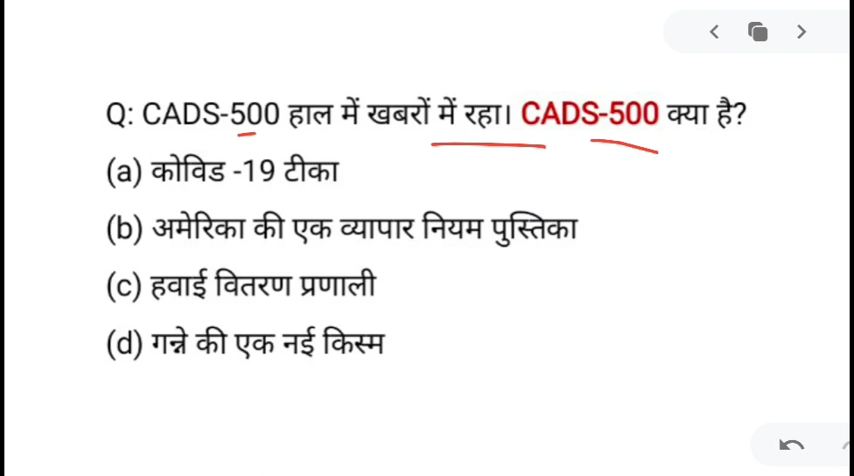 Q: CADS-500 हाल में खबरों में रहा। CADS-500 क्या है?
(a) कोविड -19 टीका
(b) अमेरिका की एक व्यापार नियम पुस्तिका
(c) हवाई वितरण प्रणाली
(d) गन्ने की एक नई किस्म